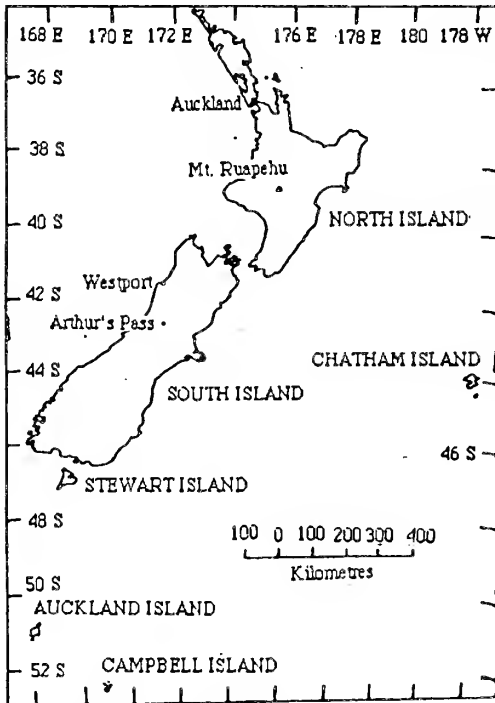 168 E 170 E 172 E 176 E 178 E 180 178 W
36 S
Auckland
38 S
Mt. Ruapehu
40 S
NORTH ISLAND
Westport
42 S
Arthur's Pass
CHATHAM ISLAND
44 S
SOUTH ISLAND
46 S
STEWART ISLAND
48 S
100 0 100 200 300 400
Kilometres
50 S
AUCKLAND ISLAND
52 S
CAMPBELL ISLAND